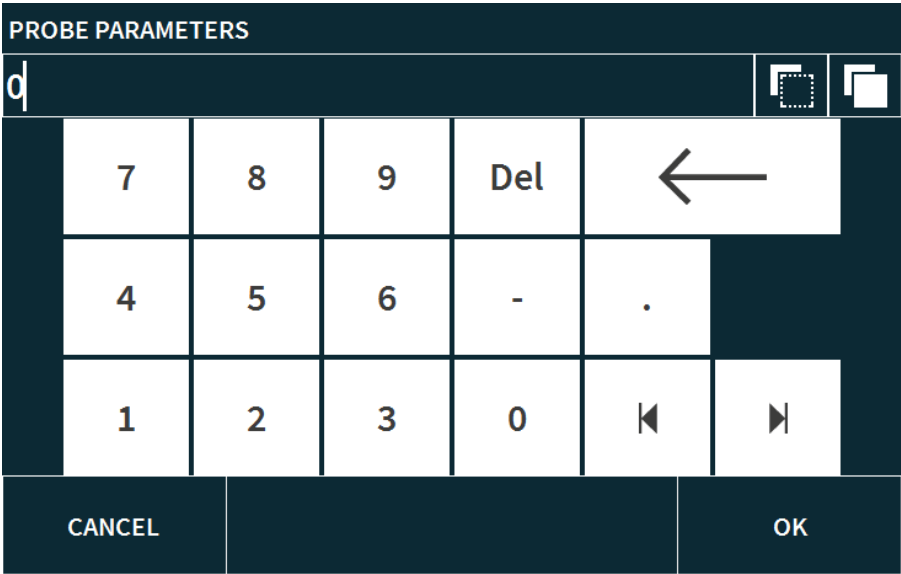 PROBE PARAMETERS
0
7 8 9 Del
4 5 6 - .
1 2 3 0
CANCEL OK